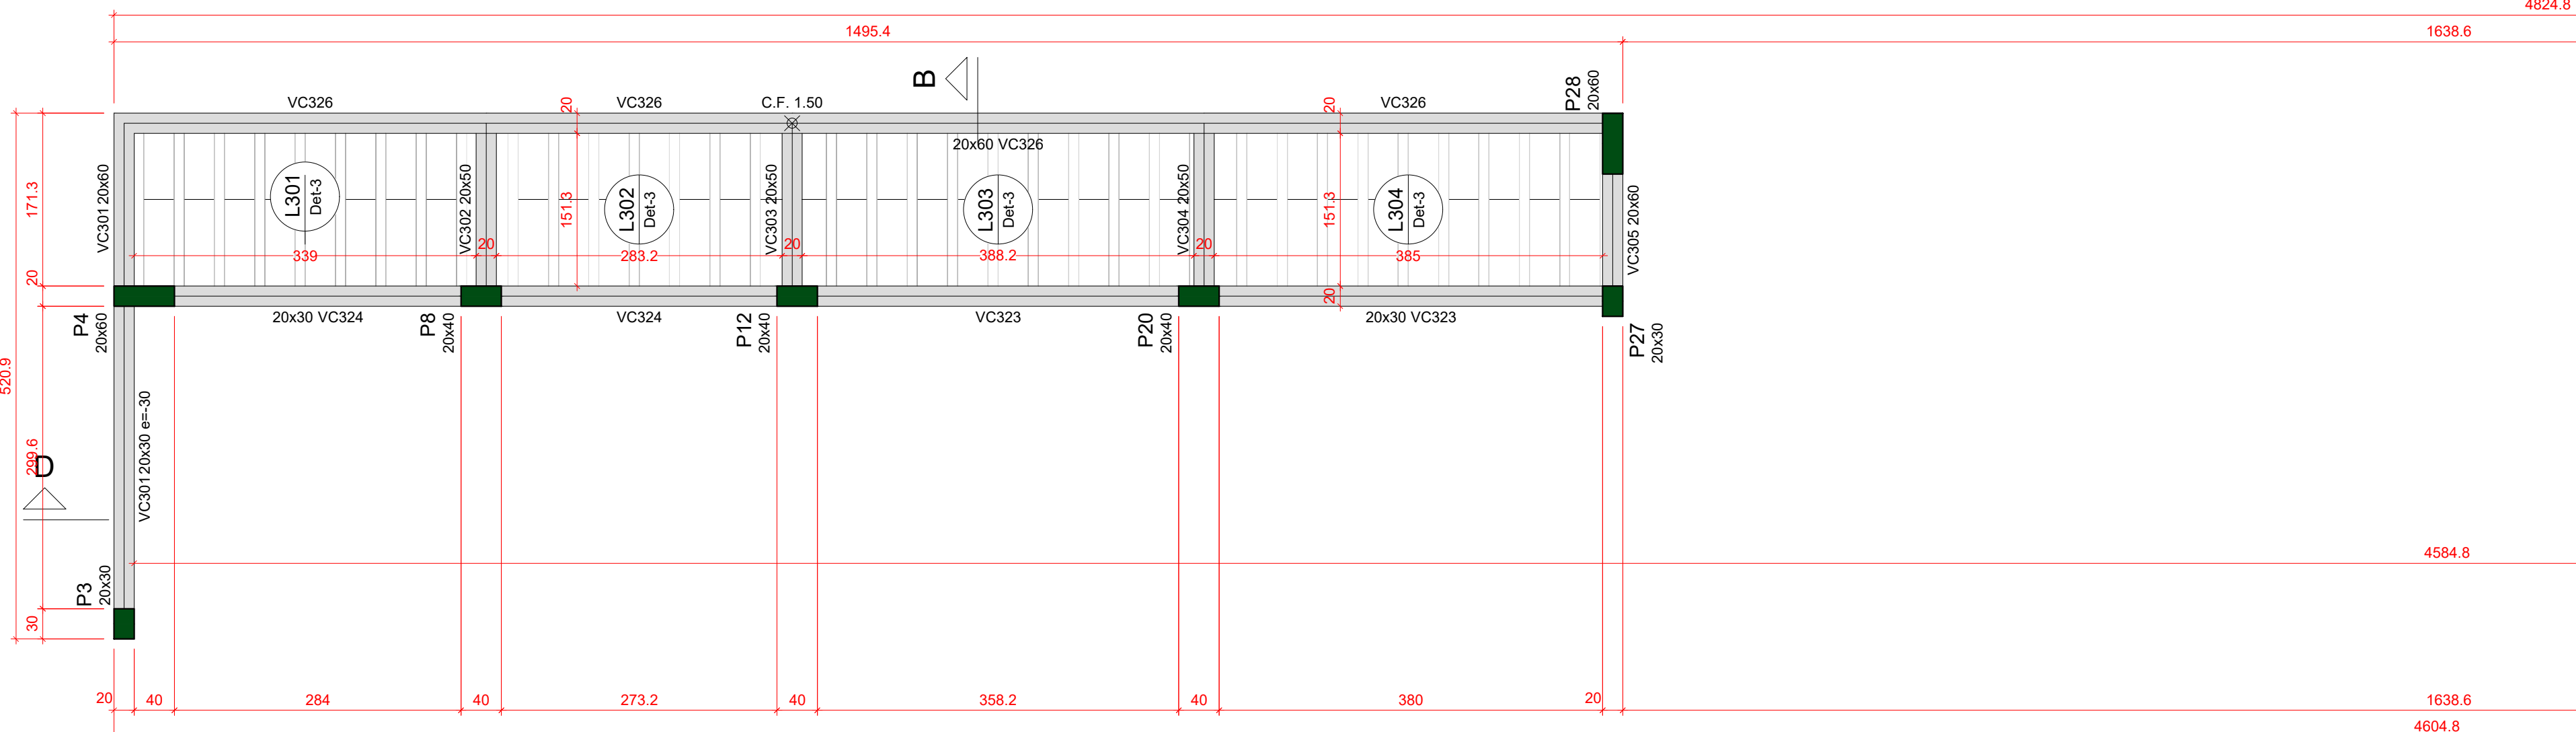 4824.8
1495.4
1638.6
B
P28
20x60
VC326
20
VC326
C.F. 1.50
20
VC326
20x60 VC326
VC301 20x60
171.3
L301
Det-3
VC302 20x50
151.3
L302
Det-3
VC303 20x50
L303
Det-3
VC304 20x50
151.3
L304
Det-3
VC305 20x60
339
20
283.2
20
388.2
20
385
20
20
P4
20x60
20x30 VC324
P8
20x40
VC324
P12
20x40
VC323
P20
20x40
20x30 VC323
P27
20x30
520.9
299.6
D
VC301 20x30 e=-30
4584.8
P3
20x30
30
20
40
284
40
273.2
40
358.2
40
380
20
1638.6
4604.8